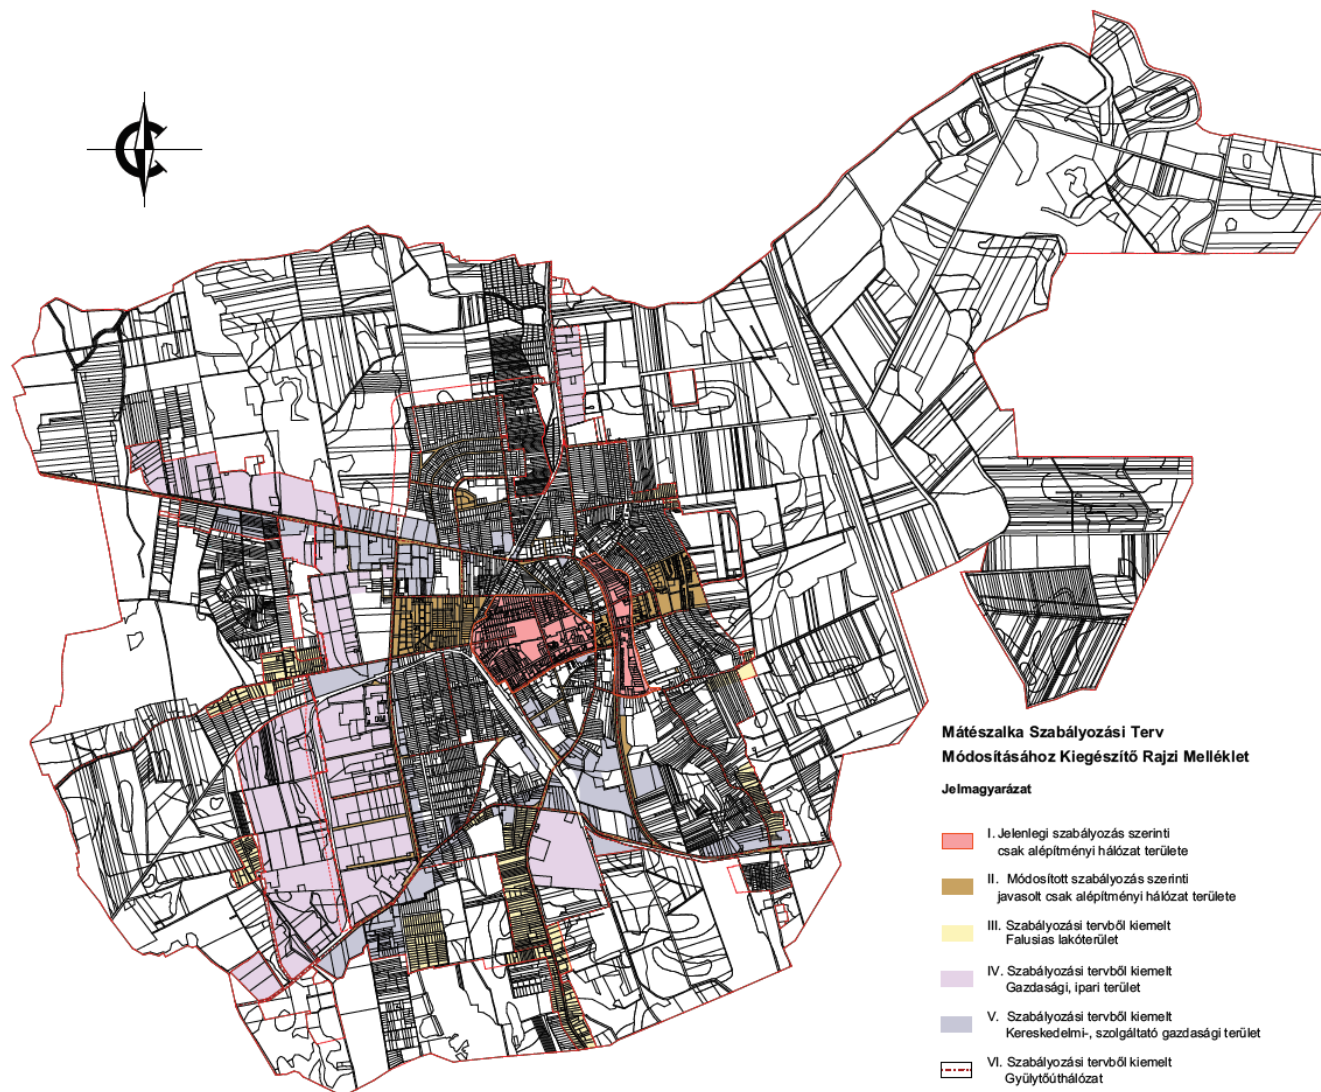 Mátészalka Szabályozási Terv
Módosításához Kiegészítő Rajzi Melléklet
Jelmagyarázat
I. Jelenlegi szabályozás szerinti
csak alépítményi hálózat területe
II. Módosított szabályozás szerinti
javasolt csak alépítményi hálózat területe
III. Szabályozási tervből kiemelt
Falusias lakóterület
IV. Szabályozási tervből kiemelt
Gazdasági, ipari terület
V. Szabályozási tervből kiemelt
Kereskedelmi-, szolgáltató gazdasági terület
VI. Szabályozási tervből kiemelt
Gyűlytőúthálózat